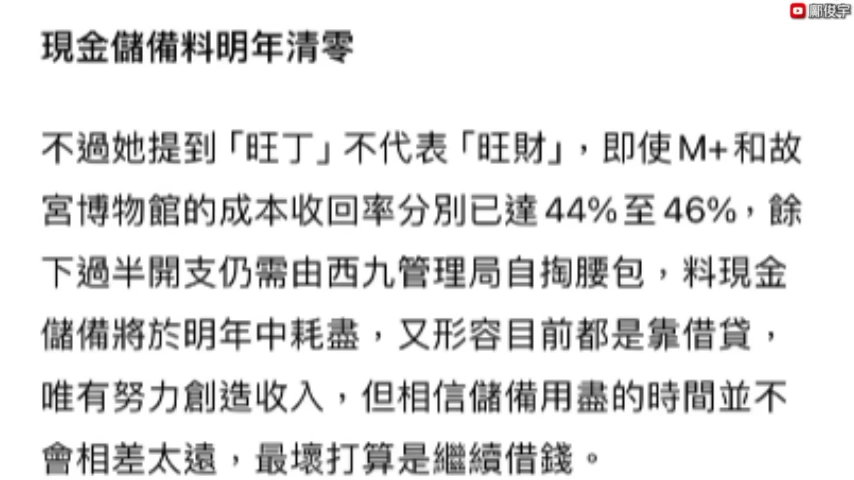 鄺俊宇
現金儲備料明年清零
不過她提到「旺丁」不代表「旺財」，即使M+和故
宮博物館的成本收回率分別已達44%至46%，餘
下過半開支仍需由西九管理局自掏腰包，料現金
儲備將於明年中耗盡，又形容目前都是靠借貸，
唯有努力創造收入，但相信儲備用盡的時間並不
會相差太遠，最壞打算是繼續借錢。